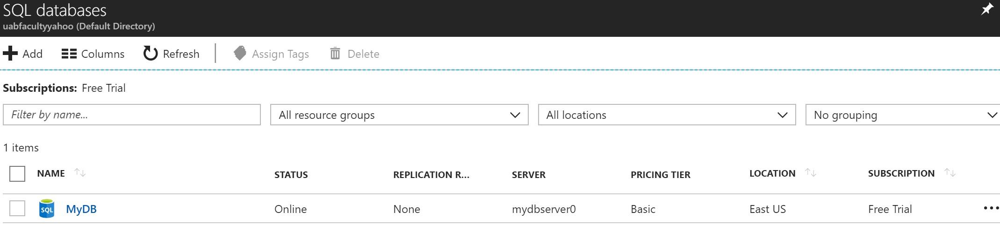 SQL databases
uabfacultyyahoo (Default Directory)
Add Columns Refresh Assign Tags Delete
Subscriptions: Free Trial
Filter by name... All resource groups All locations No grouping
1 items
NAME STATUS REPLICATION R... SERVER PRICING TIER LOCATION SUBSCRIPTION
SQL MyDB Online None mydbserver0 Basic East US Free Trial